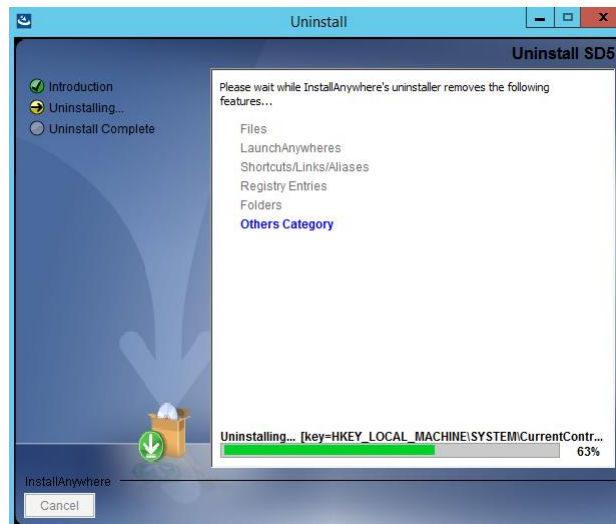 Uninstall
Uninstall SD5
Introduction
Uninstalling...
Uninstall Complete
Please wait while InstallAnywhere's uninstaller removes the following
features...
Files
LaunchAnywheres
Shortcuts/Links/Aliases
Registry Entries
Folders
Others Category
Uninstalling... [key=HKEY_LOCAL_MACHINE\SYSTEM\CurrentContr...
63%
InstallAnywhere
Cancel